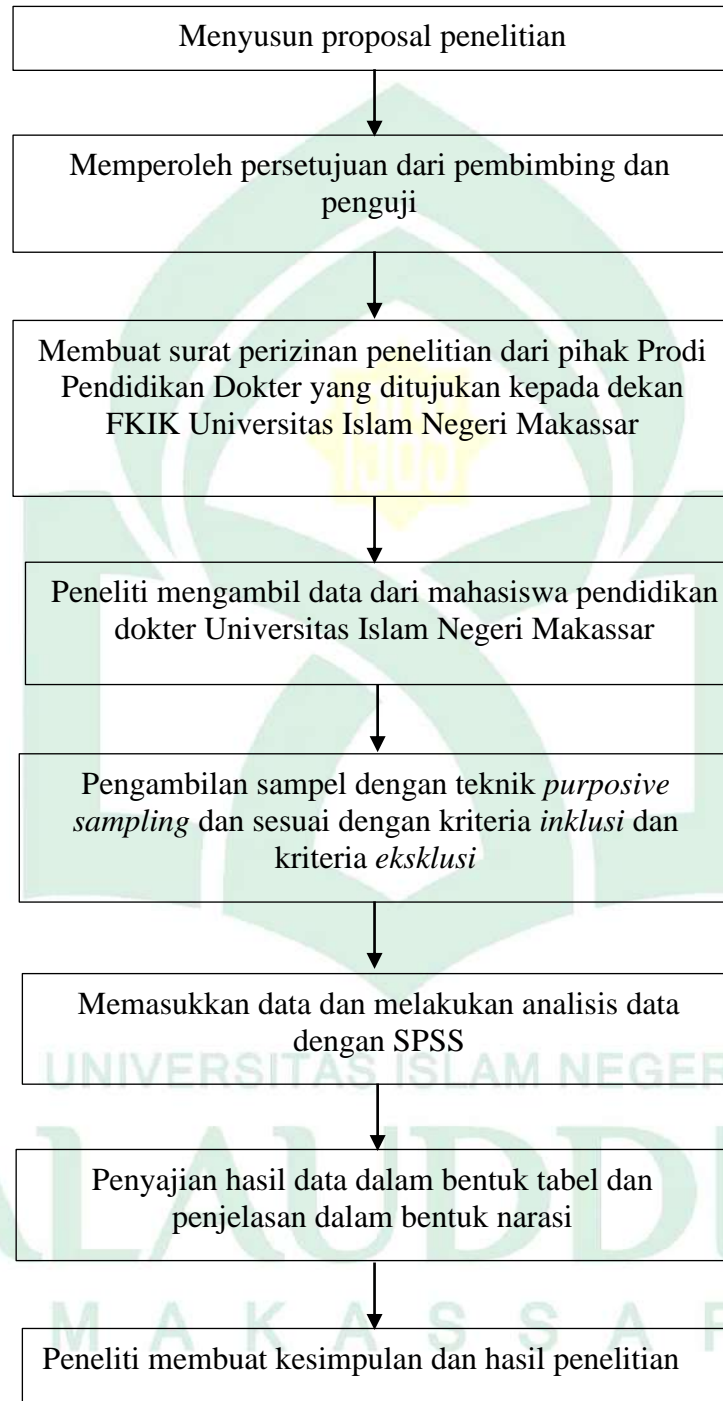 Menyusun proposal penelitian
Memperoleh persetujuan dari pembimbing dan
penguji
Membuat surat perizinan penelitian dari pihak Prodi
Pendidikan Dokter yang ditujukan kepada dekan
FKIK Universitas Islam Negeri Makassar
1965
Peneliti mengambil data dari mahasiswa pendidikan
dokter Universitas Islam Negeri Makassar
Pengambilan sampel dengan teknik purposive
sampling dan sesuai dengan kriteria inklusi dan
kriteria eksklusi
Memasukkan data dan melakukan analisis data
dengan SPSS
UNIVERSITAS ISLAM NEGER
Penyajian hasil data dalam bentuk tabel dan
penjelasan dalam bentuk narasi
ALAUDD
MAKASSAR
Peneliti membuat kesimpulan dan hasil penelitian